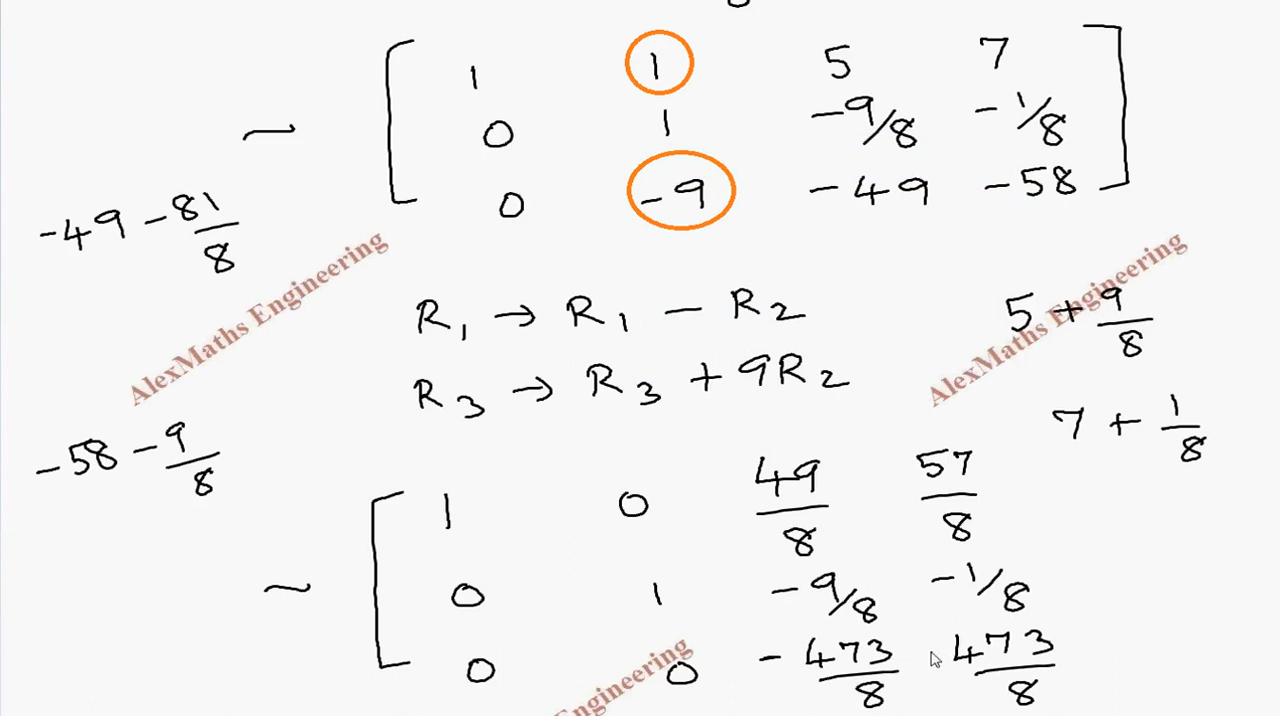 1 1 5 7
~ 0 1 -9/8 -1/8
0 -9 -49 -58
-49 -81/8
AlexMaths Engineering
AlexMaths Engineering
R1 → R1 - R2
5 + 9/8
R3 → R3 + 9R2
7 + 1/8
-58 -9/8
1 0 49/8 57/8
~ 0 1 -9/8 -1/8
0 0 -473/8 473/8
Engineering